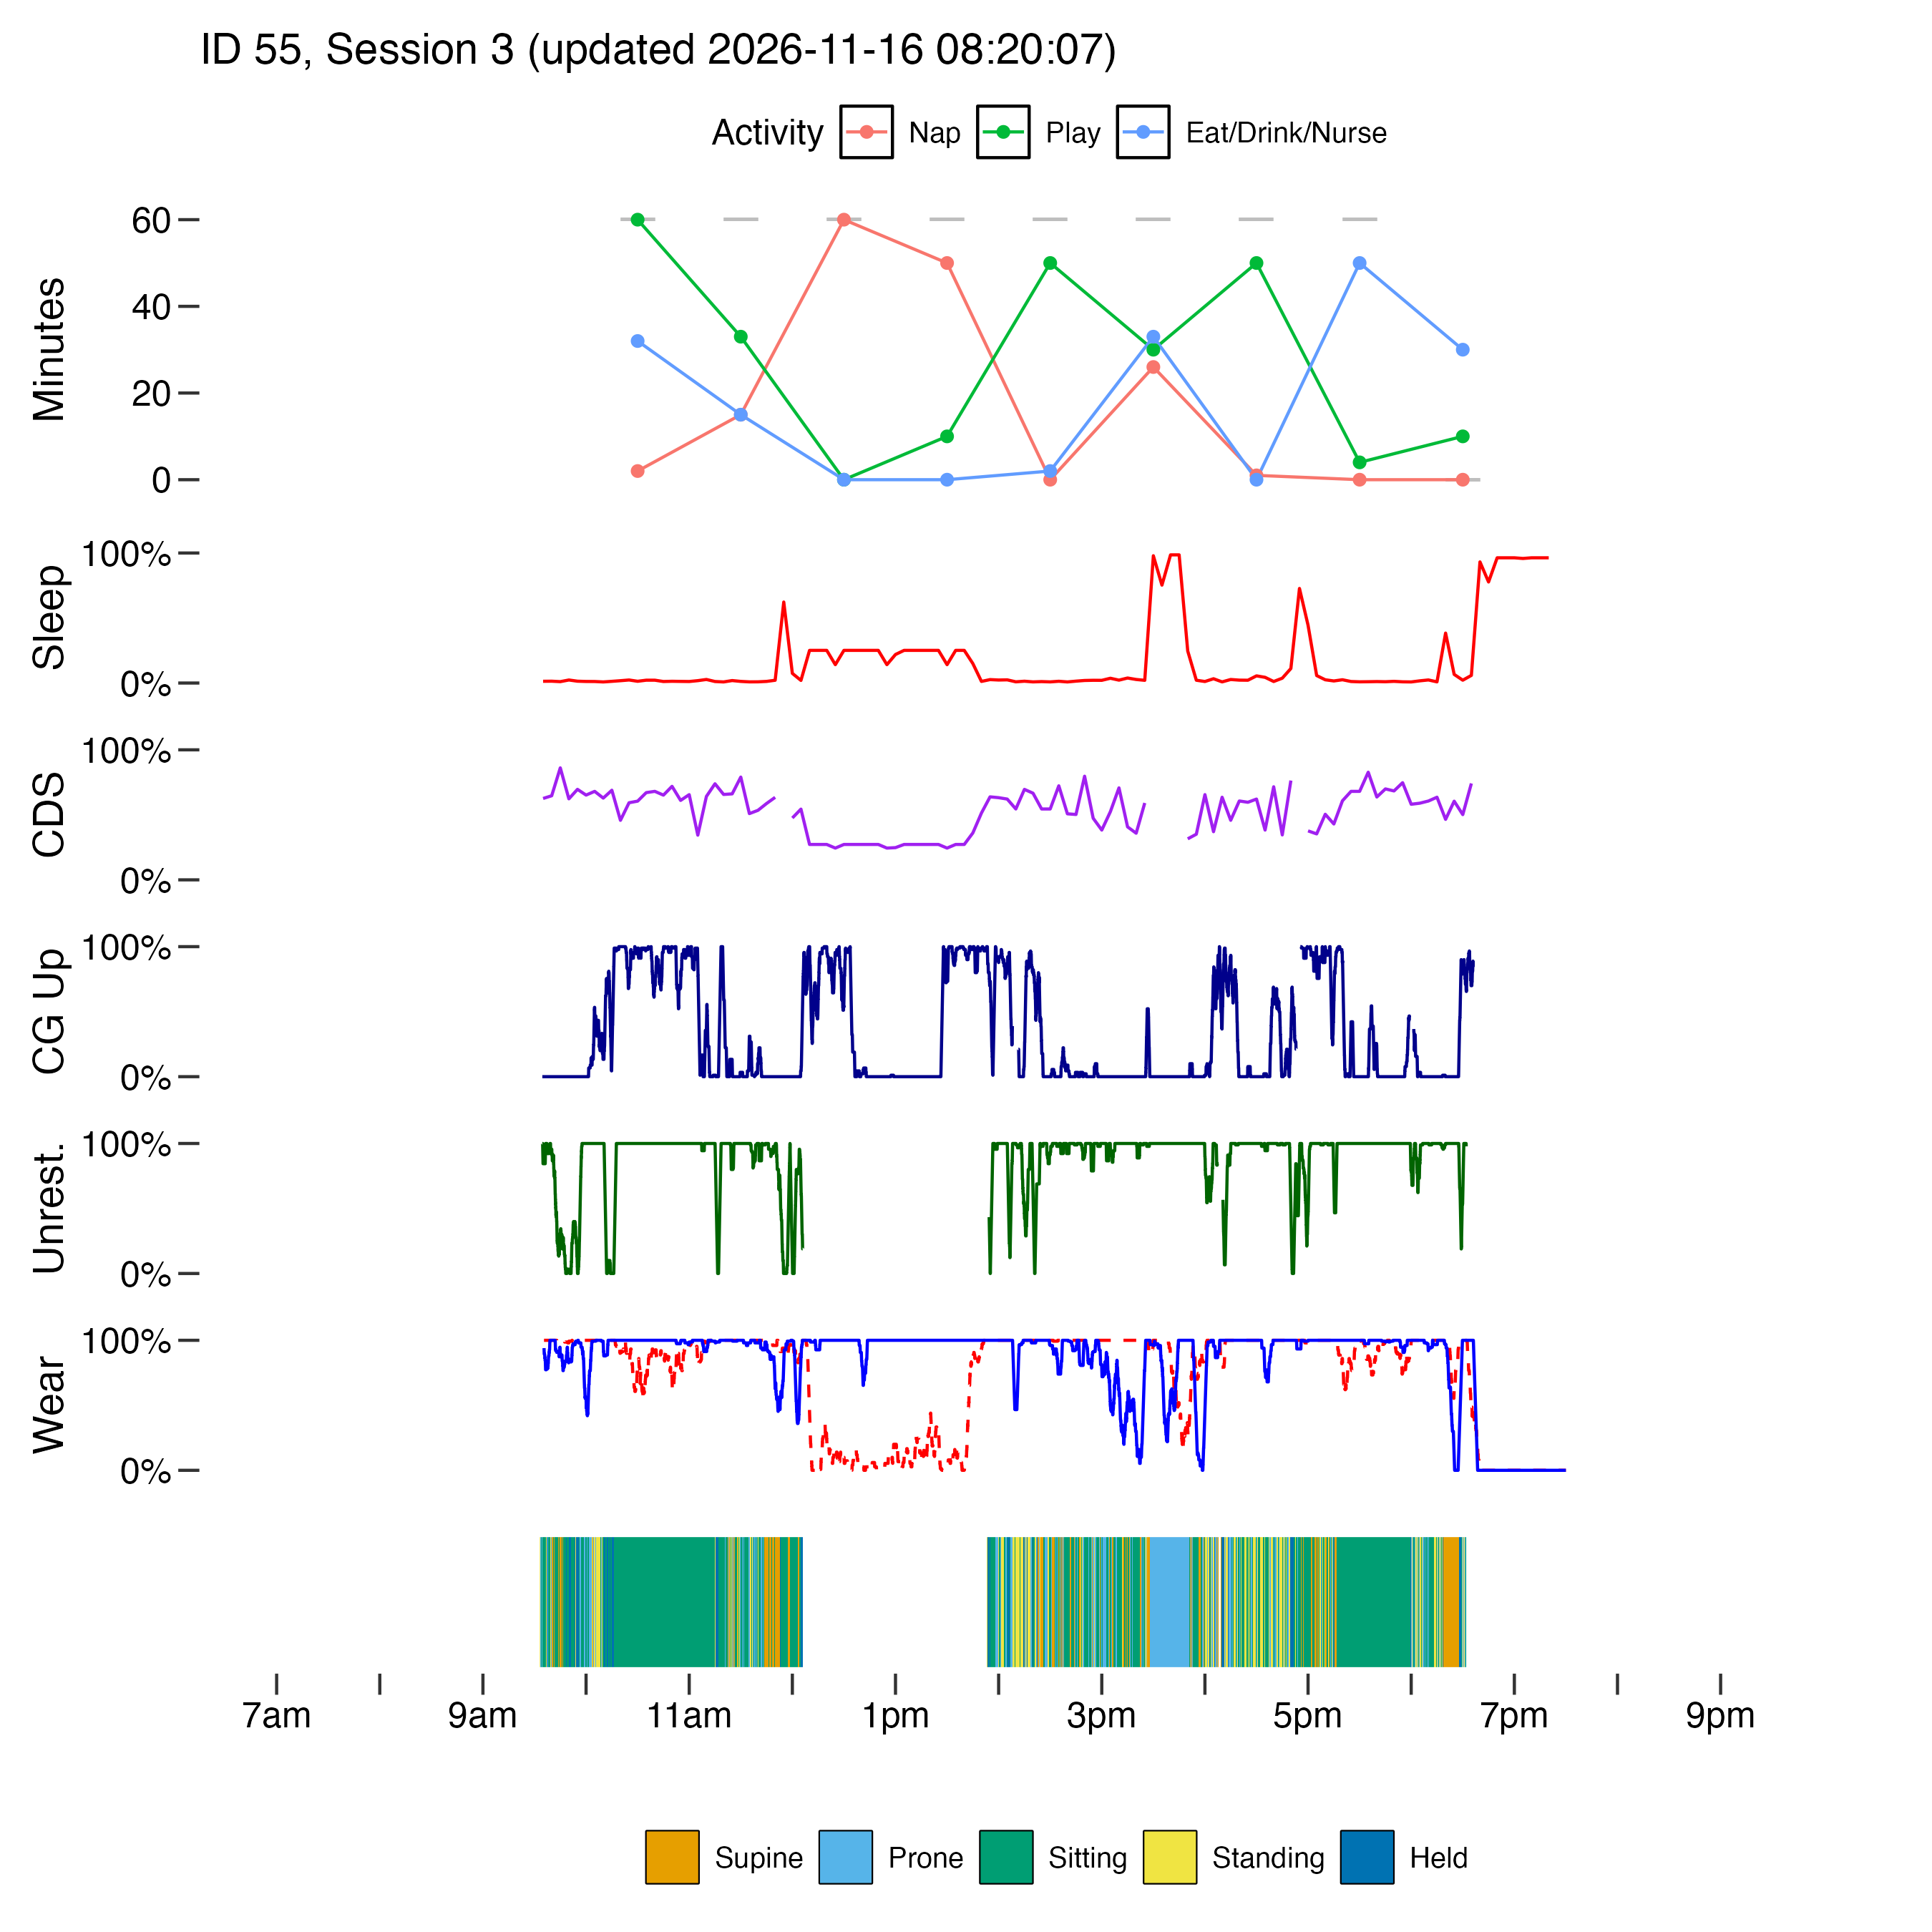 ID 55, Session 3 (updated 2026-11-16 08:20:07)
Activity Nap Play Eat/Drink/Nurse
Minutes
60
40
20
0
Sleep
100%
0%
CDS
100%
0%
CG Up
100%
0%
Unrest.
100%
0%
Wear
100%
0%
7am 9am 11am 1pm 3pm 5pm 7pm 9pm
Supine Prone Sitting Standing Held